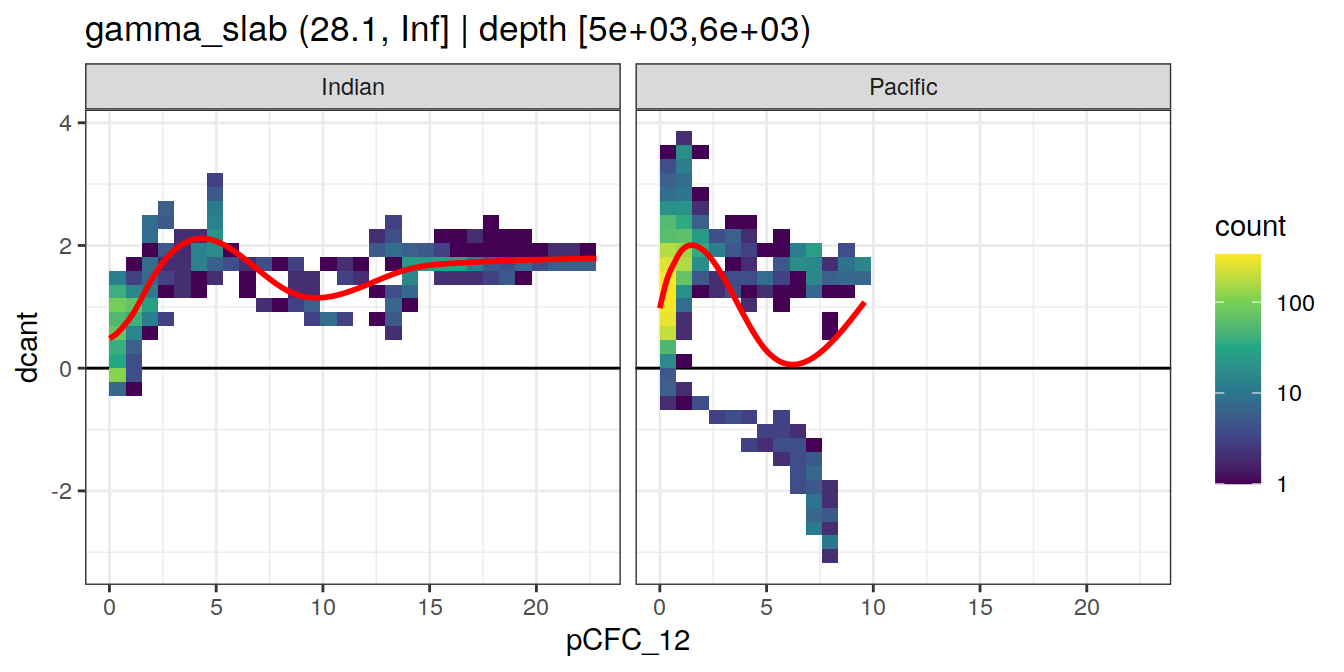 gamma_slab (28.1, Inf] | depth [5e+03,6e+03)
Indian
Pacific
4
2
0
-2
dcant
0 5 10 15 20
0 5 10 15 20
pCFC_12
count
100
10
1